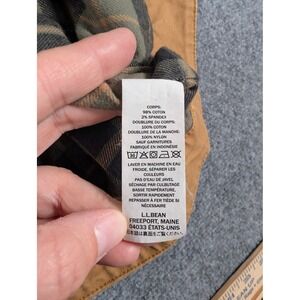 CORPS:
98% COTON
2% SPANDEX
DOUBLURE DU CORPS:
100% COTON
DOUBLURE DE LA MANCHE:
100% NYLON
SAUF GARNITURES
FABRIQUÉ EN INDONÉSIE
LAVER EN MACHINE EN EAU
FROIDE, SÉPARER LES
COULEURS
PAS D'EAU DE JAVEL
SÉCHAGE PAR CULBUTAGE
BASSE TEMPÉRATURE,
SORTIR RAPIDEMENT
REPASSER À FER TIÈDE SI
NÉCESSAIRE
L.L.BEAN
FREEPORT, MAINE
04033 ÉTATS-UNIS